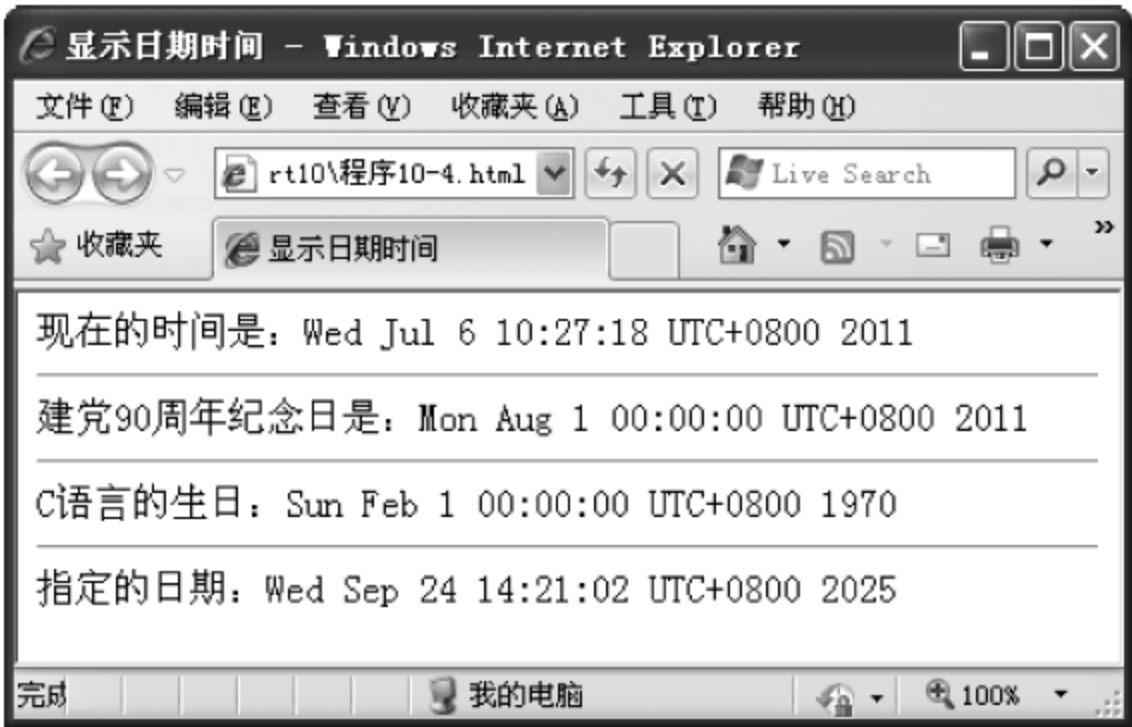 显示日期时间 - Windows Internet Explorer
文件(F) 编辑(E) 查看(V) 收藏夹(A) 工具(T) 帮助(H)
rt10\程序10-4.html Live Search
收藏夹 显示日期时间
现在的时间是：Wed Jul 6 10:27:18 UTC+0800 2011
建党90周年纪念日是：Mon Aug 1 00:00:00 UTC+0800 2011
C语言的生日：Sun Feb 1 00:00:00 UTC+0800 1970
指定的日期：Wed Sep 24 14:21:02 UTC+0800 2025
完成 我的电脑 100%